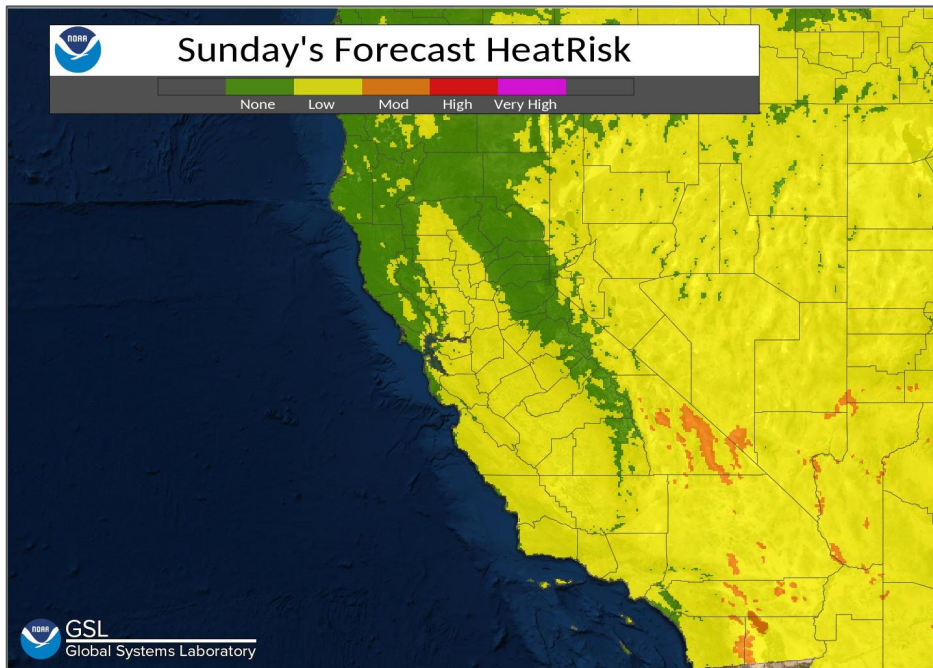 NOAA
Sunday's Forecast HeatRisk
None Low Mod High Very High
NOAA
GSL
Global Systems Laboratory